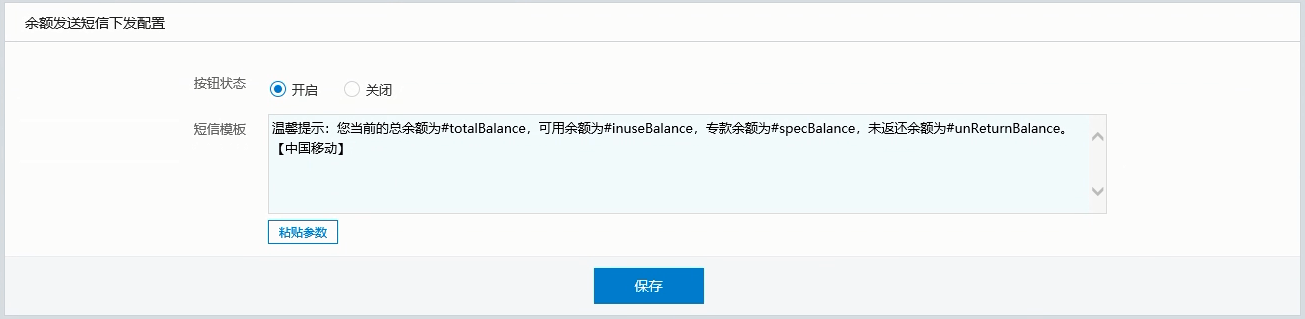 余额发送短信下发配置
按钮状态 开启 关闭
短信模板 温馨提示：您当前的总余额为#totalBalance，可用余额为#inuseBalance，专款余额为#specBalance，未返还余额为#unReturnBalance。
【中国移动】
粘贴参数
保存